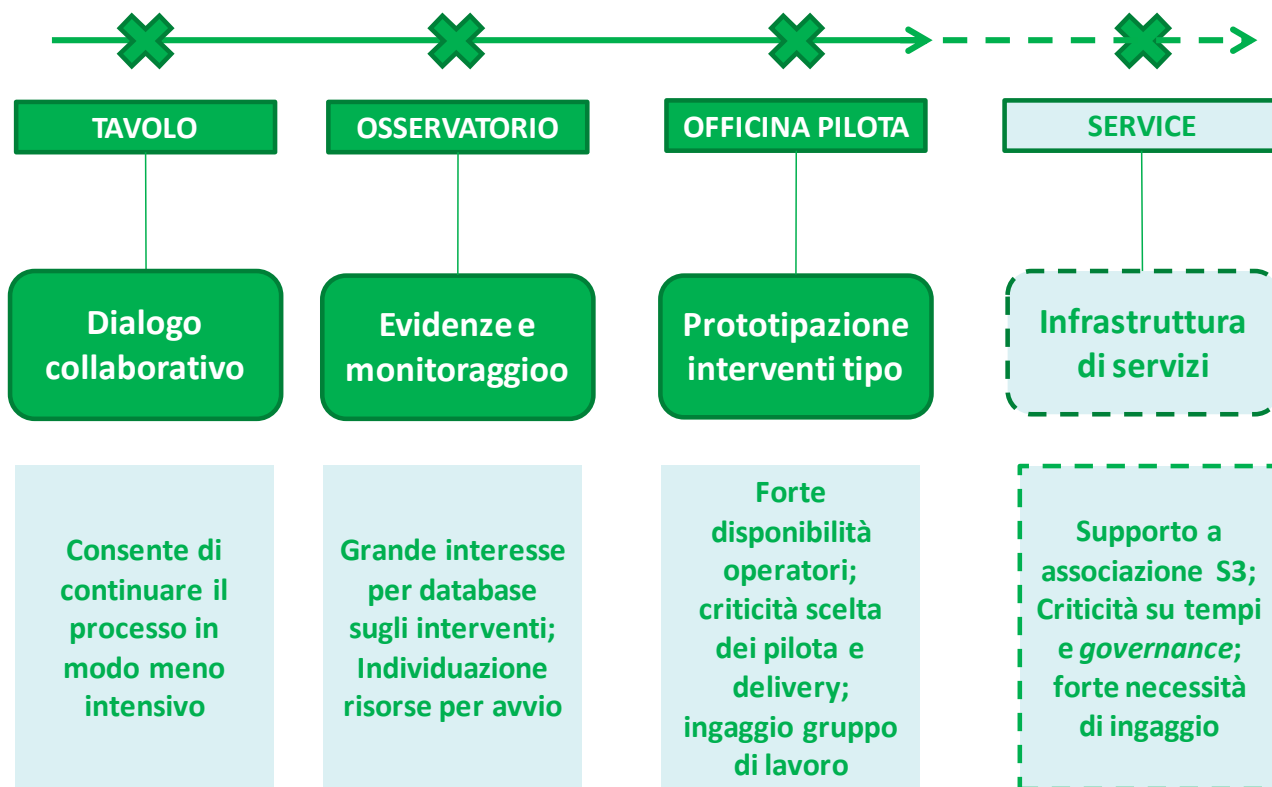 TAVOLO
OSSERVATORIO
OFFICINA PILOTA
SERVICE
Dialogo
collaborativo
Evidenze e
monitoraggioo
Prototipazione
interventi tipo
Infrastruttura
di servizi
Consente di
continuare il
processo in
modo meno
intensivo
Grande interesse
per database
sugli interventi;
Individuazione
risorse per avvio
Forte
disponibilità
operatori;
criticità scelta
dei pilota e
delivery;
ingaggio gruppo
di lavoro
Supporto a
associazione S3;
Criticità su tempi
e governance;
forte necessità
di ingaggio